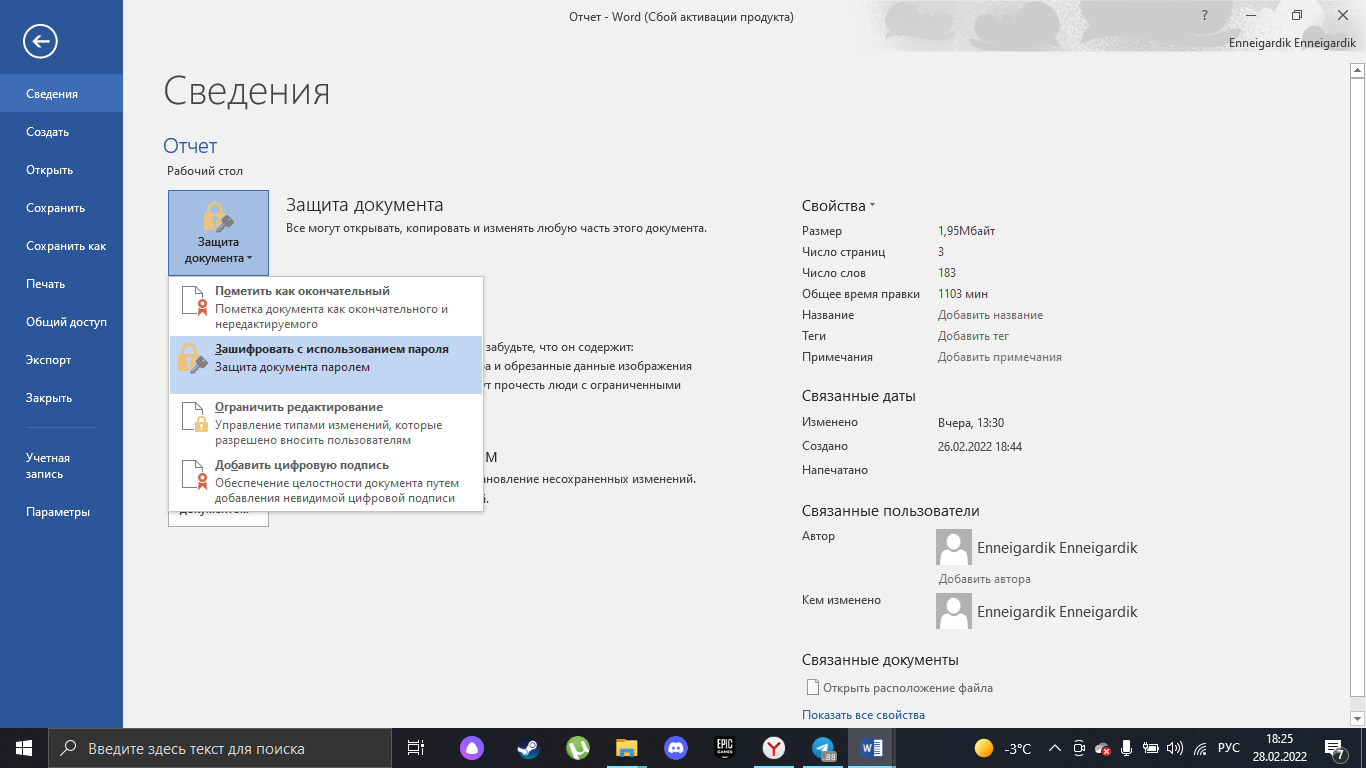 Отчет - Word (Сбой активации продукта)
?
Enneigardik Enneigardik
Сведения
Создать
Открыть
Сохранить
Сохранить как
Печать
Общий доступ
Экспорт
Закрыть
Учетная
запись
Параметры
Сведения
Отчет
Рабочий стол
Защита
документа
Защита документа
Все могут открывать, копировать и изменять любую часть этого документа.
Пометить как окончательный
Пометка документа как окончательного и
нередактируемого
Зашифровать с использованием пароля
Защита документа паролем
Ограничить редактирование
Управление типами изменений, которые
разрешено вносить пользователям
Добавить цифровую подпись
Обеспечение целостности документа путем
добавления невидимой цифровой подписи
забудьте, что он содержит:
а и обрезанные данные изображения
ут прочесть люди с ограниченными
м
ановление несохраненных изменений.
Свойства
Размер 1,95Мбайт
Число страниц 3
Число слов 183
Общее время правки 1103 мин
Название Добавить название
Теги Добавить тег
Примечания Добавить примечания
Связанные даты
Изменено Вчера, 13:30
Создано 26.02.2022 18:44
Напечатано
Связанные пользователи
Автор Enneigardik Enneigardik
Добавить автора
Кем изменено Enneigardik Enneigardik
Связанные документы
Открыть расположение файла
Показать все свойства
Введите здесь текст для поиска
EPIC
GAMES
88
-3°C
РУС
18:25
28.02.2022
7